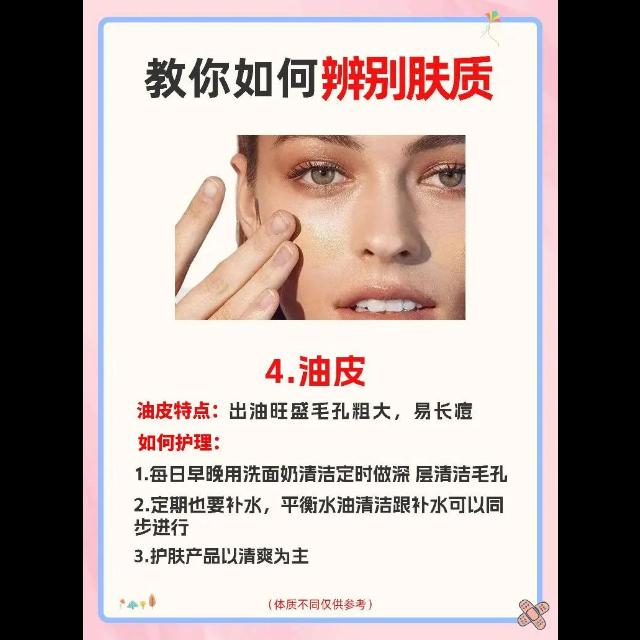 教你如何辨别肤质
4.油皮
油皮特点：出油旺盛毛孔粗大，易长痘
如何护理：
1.每日早晚用洗面奶清洁定时做深 层清洁毛孔
2.定期也要补水，平衡水油清洁跟补水可以同
步进行
3.护肤产品以清爽为主
（体质不同仅供参考）